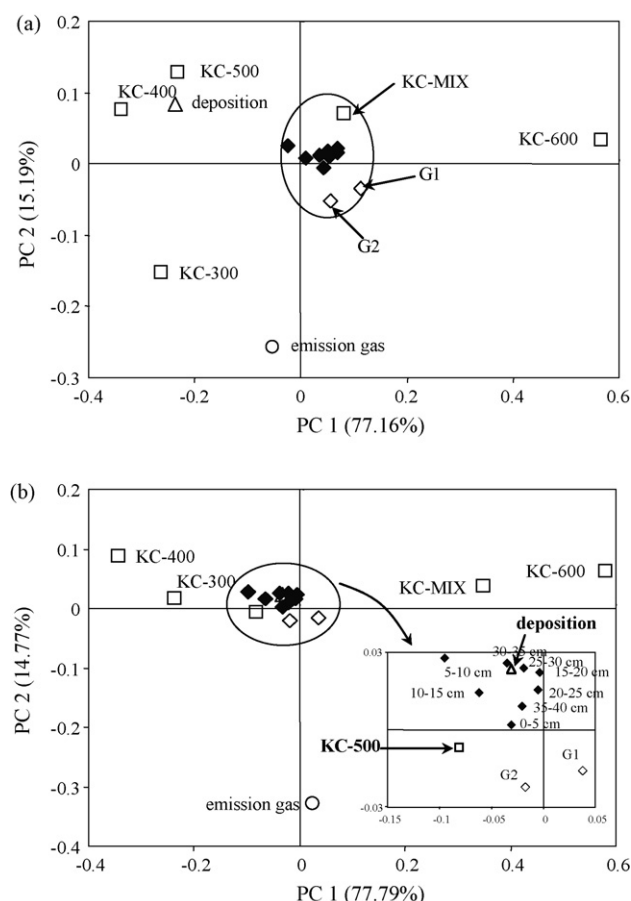 (a)
0.2
KC-500
KC-400
KC-MIX
0.1
deposition
KC-600
0
G1
PC 2 (15.19%)
-0.1
G2
KC-300
-0.2
emission gas
-0.3
-0.4 -0.2 0 0.2 0.4 0.6
PC 1 (77.16%)
(b)
0.2
0.1
KC-400
KC-600
KC-300
KC-MIX
0
PC 2 (14.77%)
-0.1
deposition
0.03
30-35 cm
25-30 cm
5-10 cm
15-20 cm
10-15 cm
20-25 cm
35-40 cm
0-5 cm
-0.2
KC-500
G1
G2
-0.3
emission gas
-0.03
-0.15 -0.1 -0.05 0 0.05
-0.4
-0.4 -0.2 0 0.2 0.4 0.6
PC 1 (77.79%)